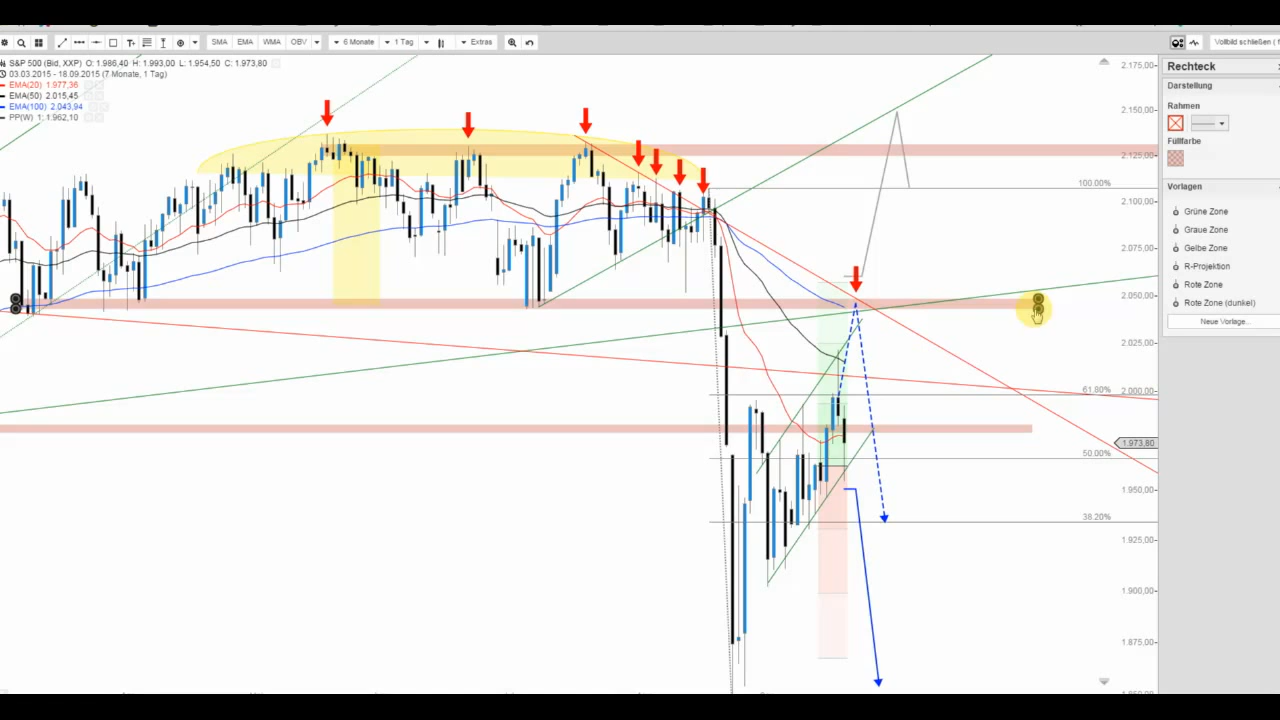 SMA EMA WMA OBV 6 Monate 1 Tag Extras Vollbild schließen (
S&P 500 (Bid, XXP) O: 1.986,40 H: 1.993,00 L: 1.954,50 C: 1.973,80
03.03.2015 - 18.09.2015 (7 Monate, 1 Tag)
EMA(20) 1.977,36
EMA(50) 2.015,45
EMA(100) 2.043,94
PP(W) 1: 1.962,10
2.175,00
2.150,00
2.125,00
100.00%
2.100,00
2.075,00
2.050,00
2.025,00
61.80%
2.000,00
1.973,80
50.00%
1.950,00
38.20%
1.925,00
1.900,00
1.875,00
Rechteck
Darstellung
Rahmen
Füllfarbe
Vorlagen
Grüne Zone
Graue Zone
Gelbe Zone
R-Projektion
Rote Zone
Rote Zone (dunkel)
Neue Vorlage...